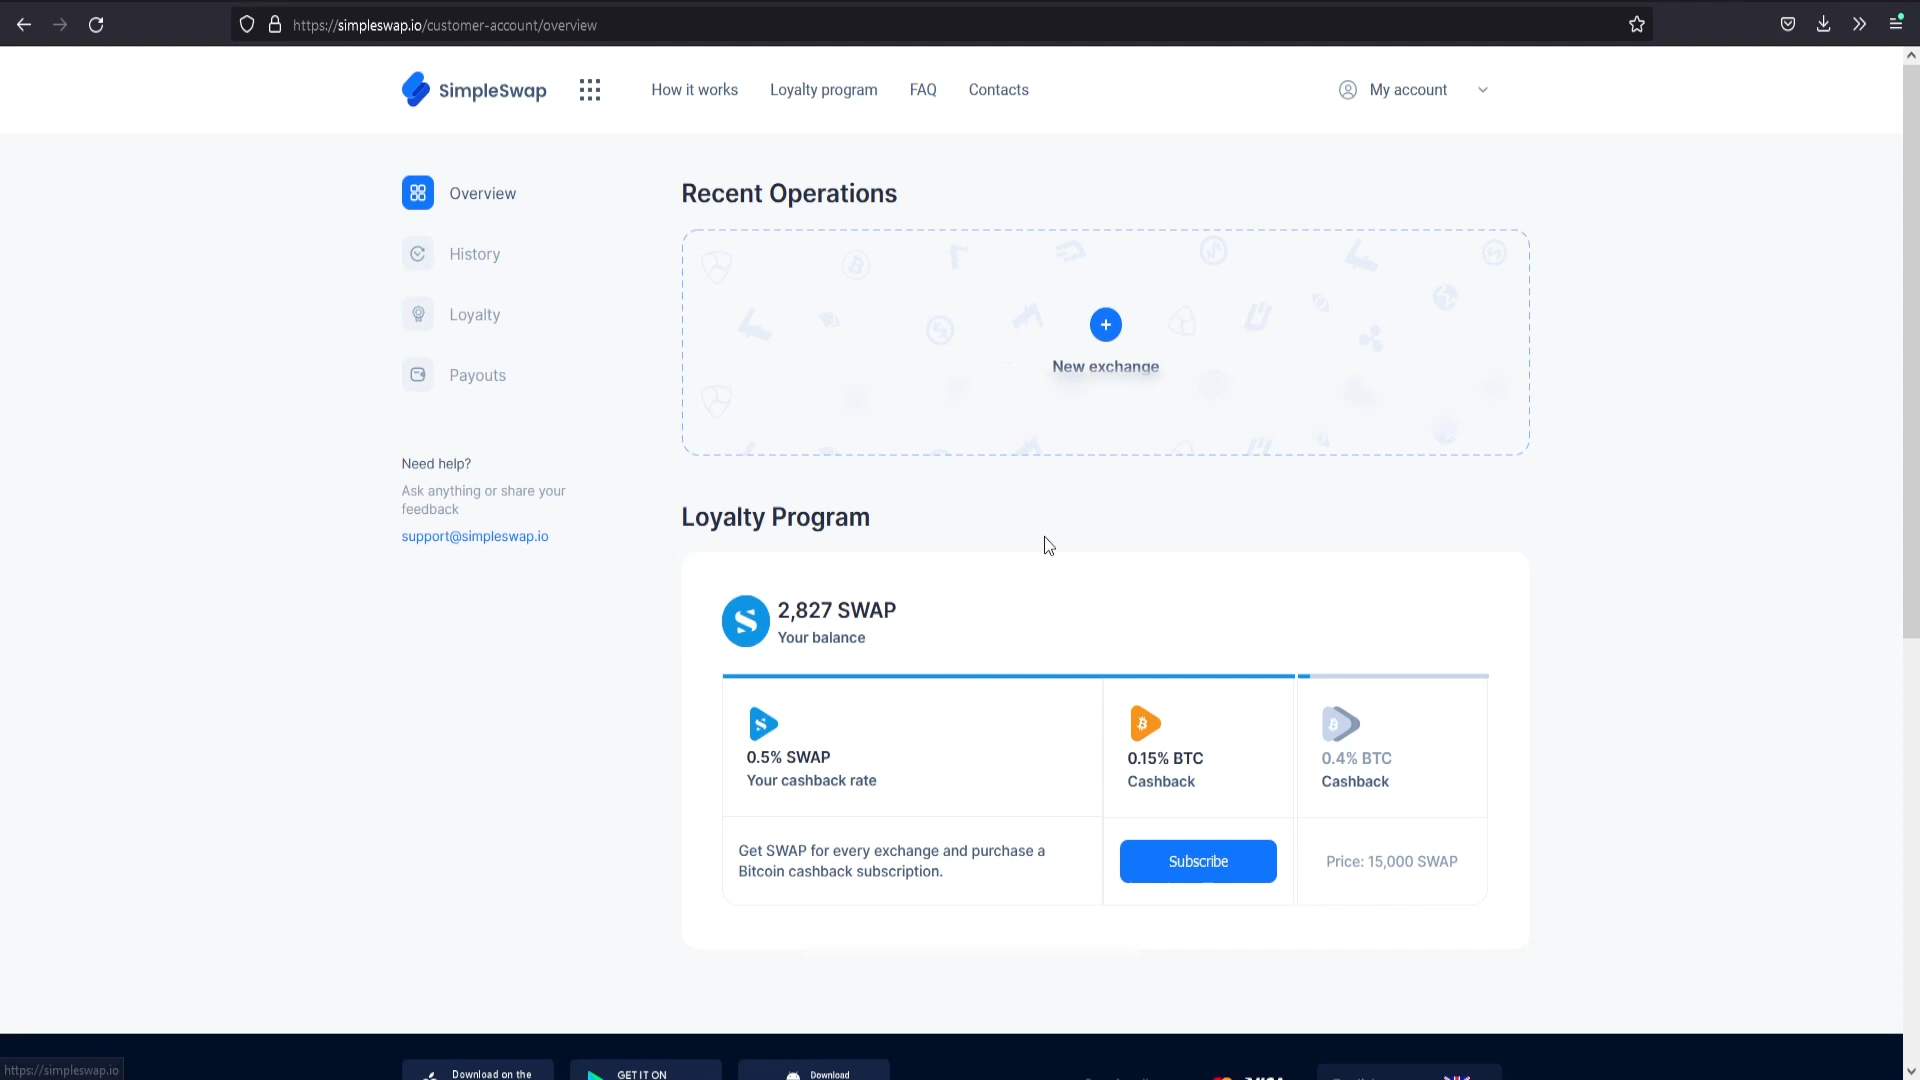 https://simpleswap.io/customer-account/overview
SimpleSwap
How it works
Loyalty program
FAQ
Contacts
My account
Overview
History
Loyalty
Payouts
Need help?
Ask anything or share your
feedback
support@simpleswap.io
Recent Operations
New exchange
Loyalty Program
2,827 SWAP
Your balance
0.5% SWAP
Your cashback rate
0.15% BTC
Cashback
0.4% BTC
Cashback
Get SWAP for every exchange and purchase a
Bitcoin cashback subscription.
Subscribe
Price: 15,000 SWAP
https://simpleswap.io
Download on the
GET IT ON
Download
VISA